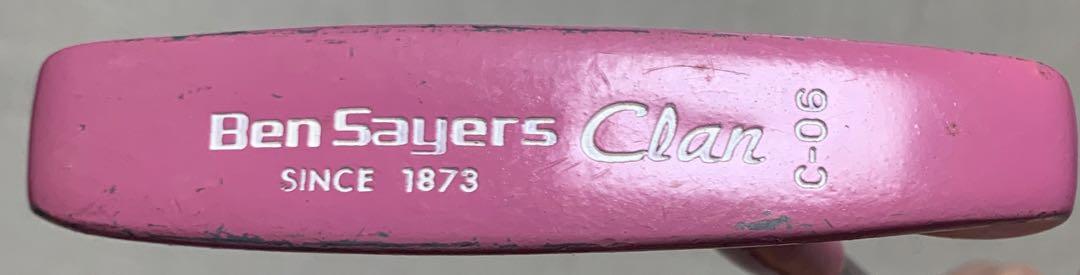 Ben Sayers Clan C-06
SINCE 1873